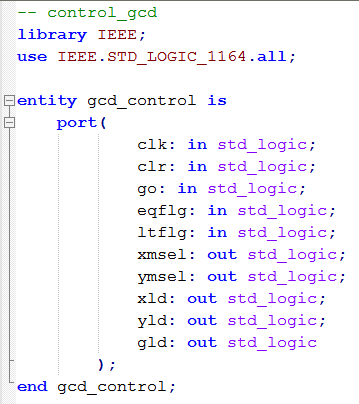 -- control_gcd
library IEEE;
use IEEE.STD_LOGIC_1164.all;
entity gcd_control is
port(
clk: in std_logic;
clr: in std_logic;
go: in std_logic;
eqflg: in std_logic;
ltflg: in std_logic;
xmsel: out std_logic;
ymsel: out std_logic;
xld: out std_logic;
yld: out std_logic;
gld: out std_logic
);
end gcd_control;